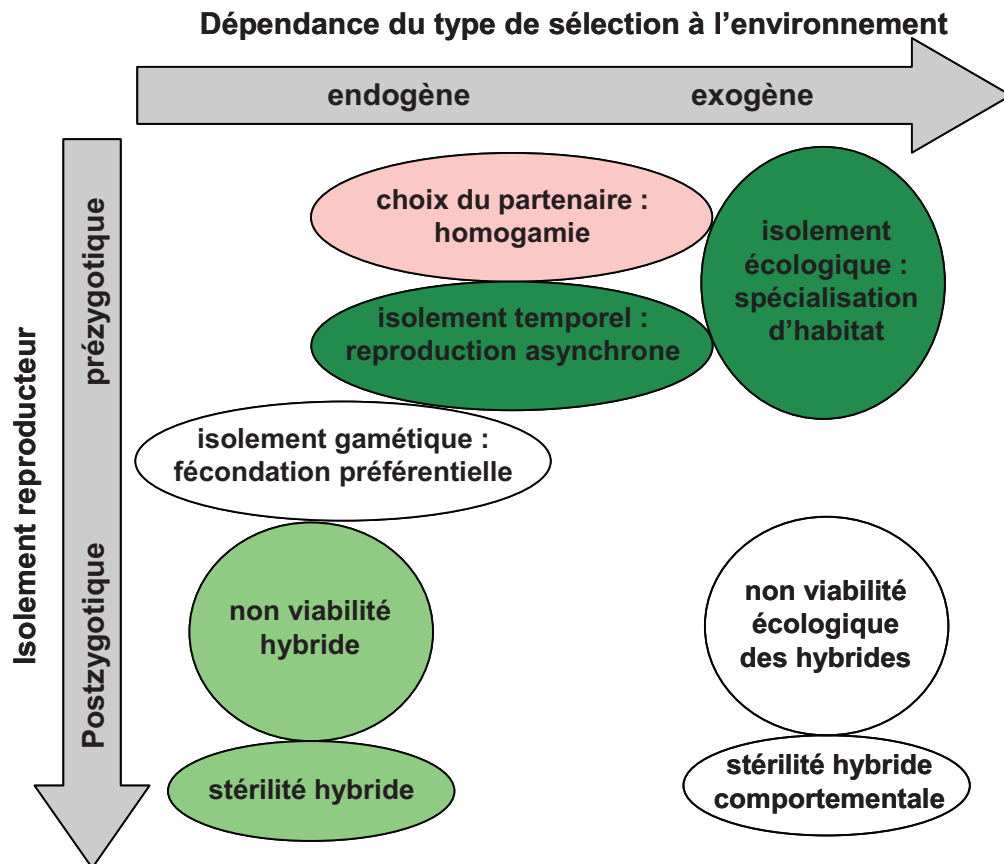 Dépendance du type de sélection à l’environnement
endogène
exogène
Isolement reproducteur
prézygotique
Postzygotique
choix du partenaire :
homogamie
isolement temporel :
reproduction asynchrone
isolement
écologique :
spécialisation
d’habitat
isolement gamétique :
fécondation préférentielle
non viabilité
hybride
non viabilité
écologique
des hybrides
stérilité hybride
stérilité hybride
comportementale